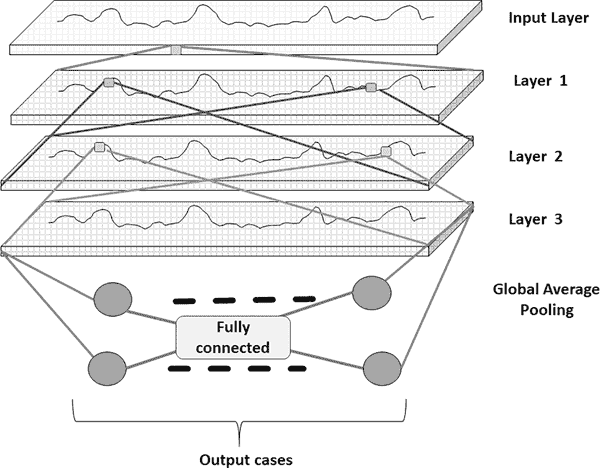 Input Layer
Layer 1
Layer 2
Layer 3
Global Average
Pooling
Fully
connected
Output cases